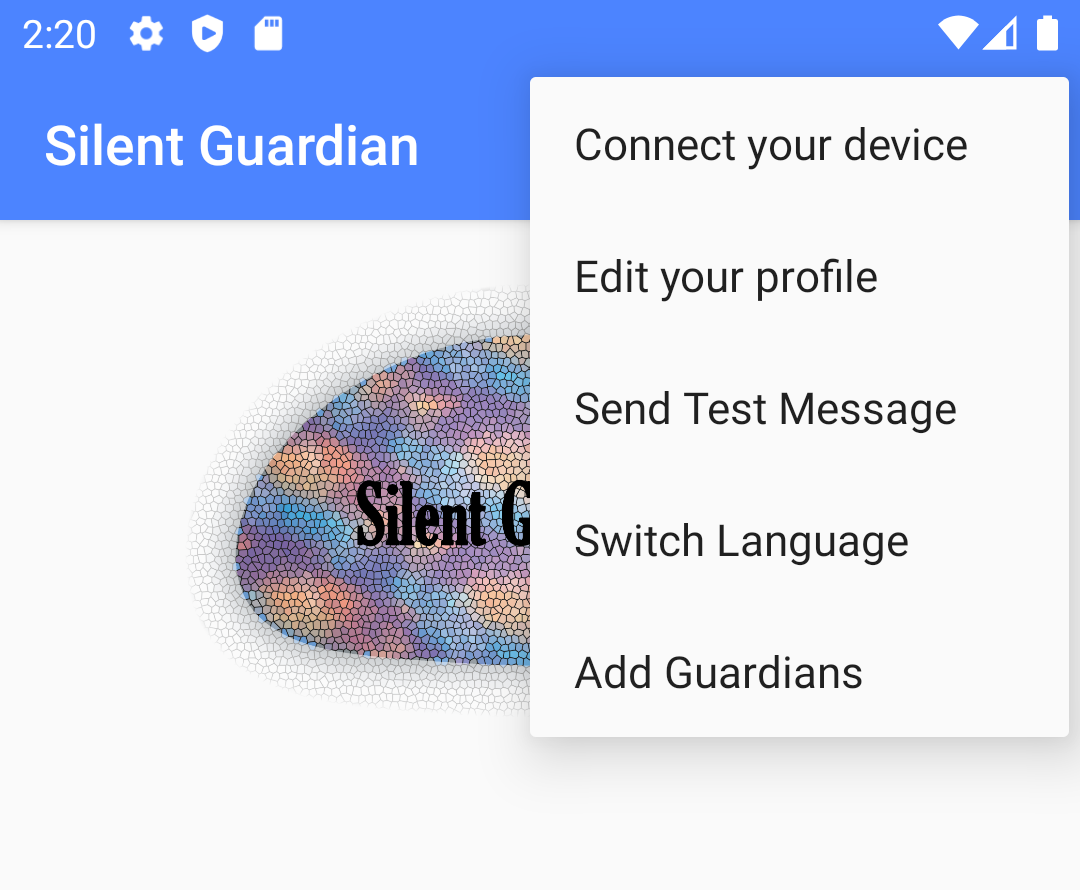 2:20
Silent Guardian
Connect your device
Edit your profile
Send Test Message
Switch Language
Add Guardians
Silent G